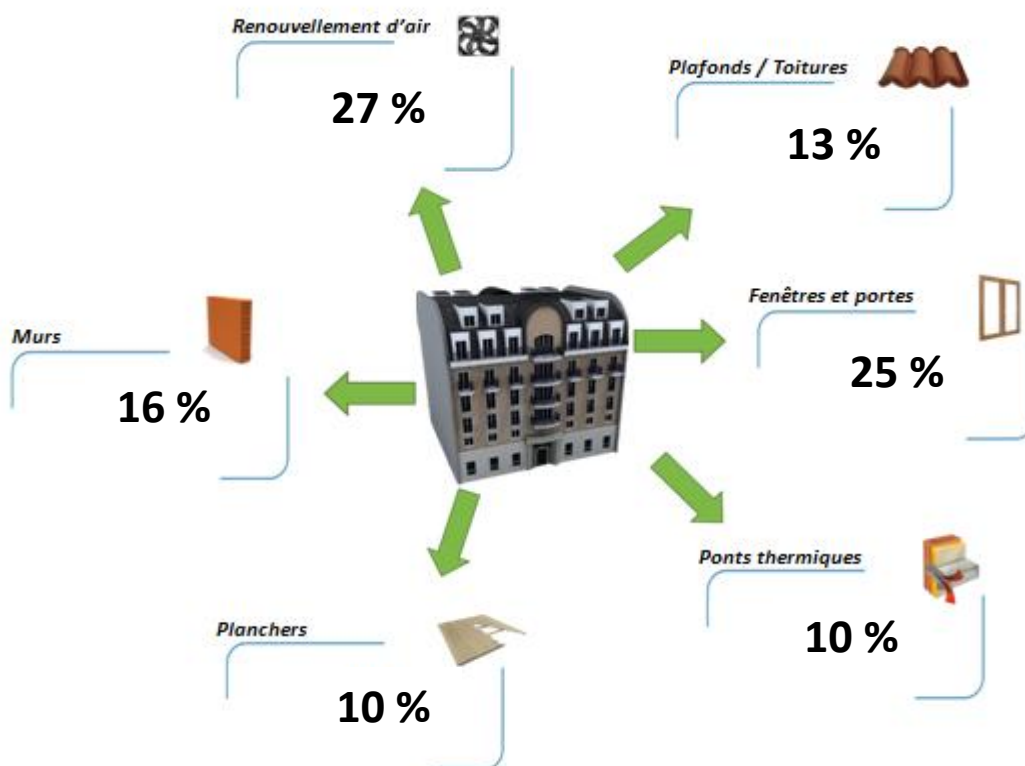 Renouvellement d'air
27 %
Plafonds / Toitures
13 %
Murs
16 %
Fenêtres et portes
25 %
Planchers
10 %
Ponts thermiques
10 %